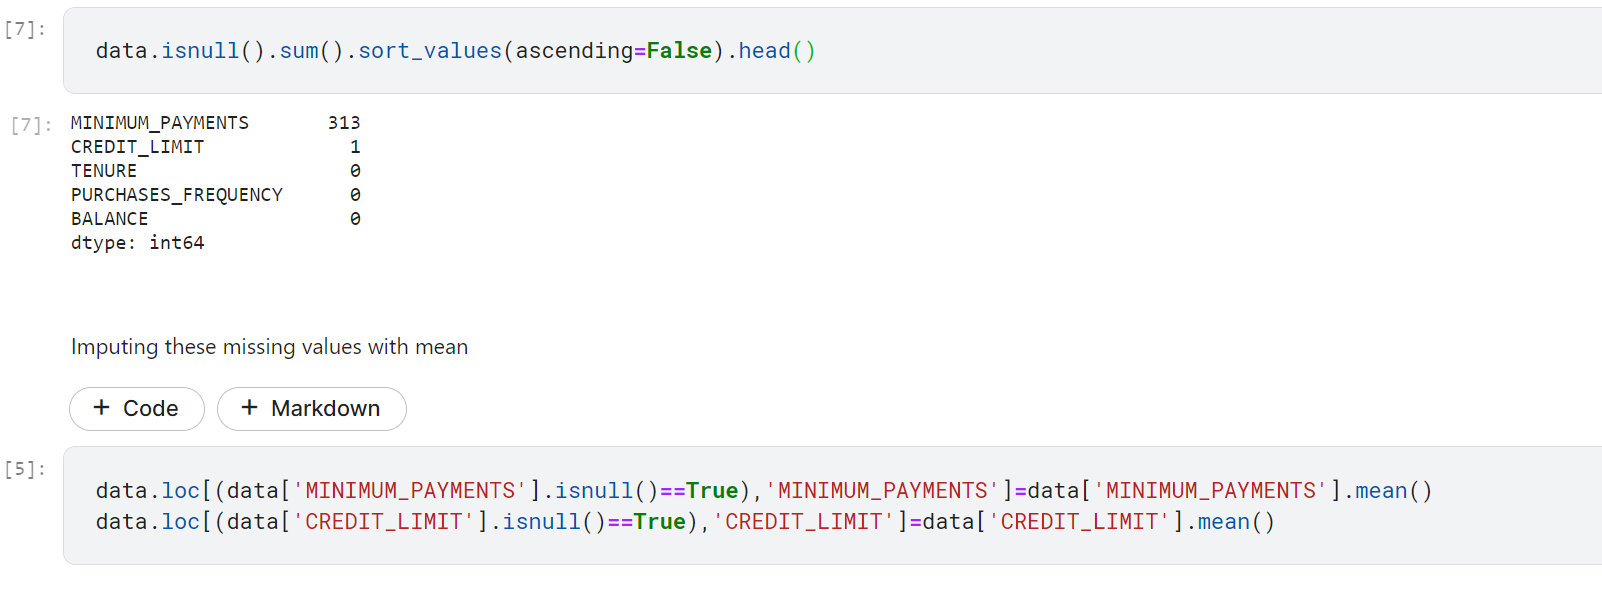 [7]:
data.isnull().sum().sort_values(ascending=False).head()
[7]:
MINIMUM_PAYMENTS 313
CREDIT_LIMIT 1
TENURE 0
PURCHASES_FREQUENCY 0
BALANCE 0
dtype: int64
Imputing these missing values with mean
+ Code + Markdown
[5]:
data.loc[(data['MINIMUM_PAYMENTS'].isnull()==True),'MINIMUM_PAYMENTS']=data['MINIMUM_PAYMENTS'].mean()
data.loc[(data['CREDIT_LIMIT'].isnull()==True),'CREDIT_LIMIT']=data['CREDIT_LIMIT'].mean()